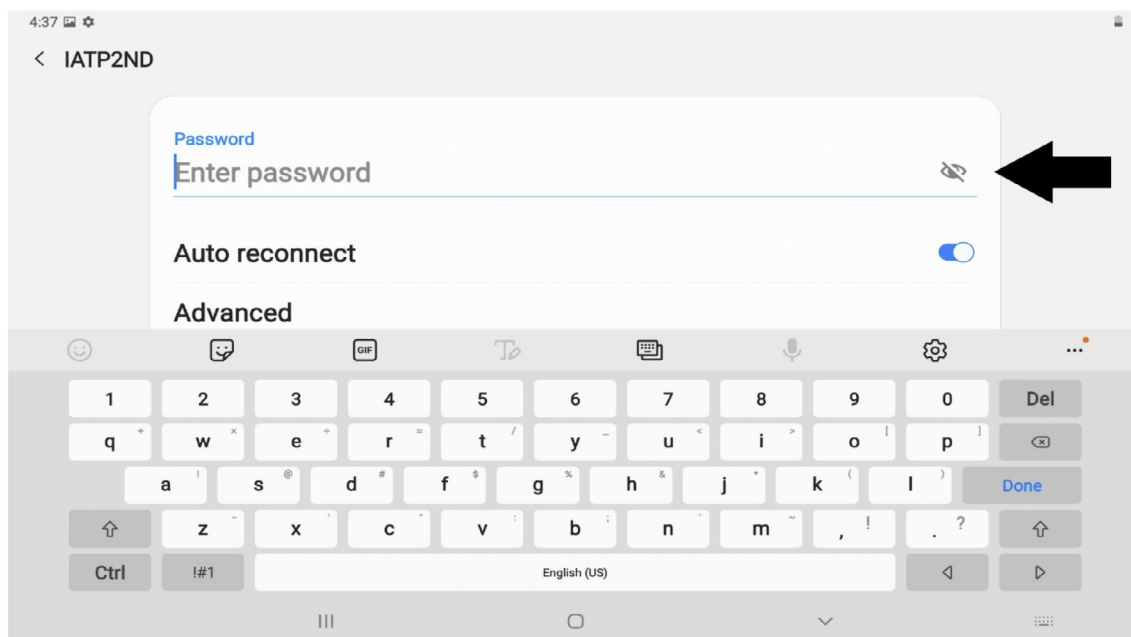 4:37
IATP2ND
Password
Enter password
Auto reconnect
Advanced
GIF
1 2 3 4 5 6 7 8 9 0 Del
q + w × e ÷ r = t / y _ u < i > o [ p ]
a ! s @ d # f $ g % h & j * k ( l ) Done
z - x ' c " v : b ; n ` m ~ , ! . ?
Ctrl !#1 English (US)